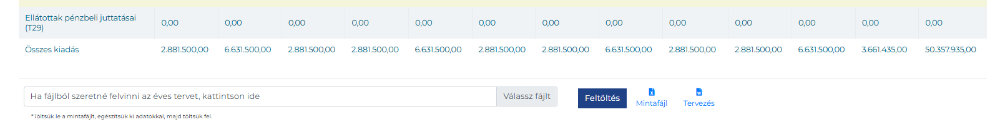 Ellátottak pénzbeli juttatásai
(T29) 0,00 0,00 0,00 0,00 0,00 0,00 0,00 0,00 0,00 0,00 0,00 0,00 0,00
Összes kiadás 2.881.500,00 6.631.500,00 2.881.500,00 2.881.500,00 6.631.500,00 2.881.500,00 2.881.500,00 6.631.500,00 2.881.500,00 2.881.500,00 6.631.500,00 3.661.435,00 50.357.935,00
Ha fájlból szeretné felvinni az éves tervet, kattintson ide Válassz fájlt Feltöltés Mintafájl Tervezés
*Töltsük le a mintafájlt, egészítsük ki adatokkal, majd töltsük fel.